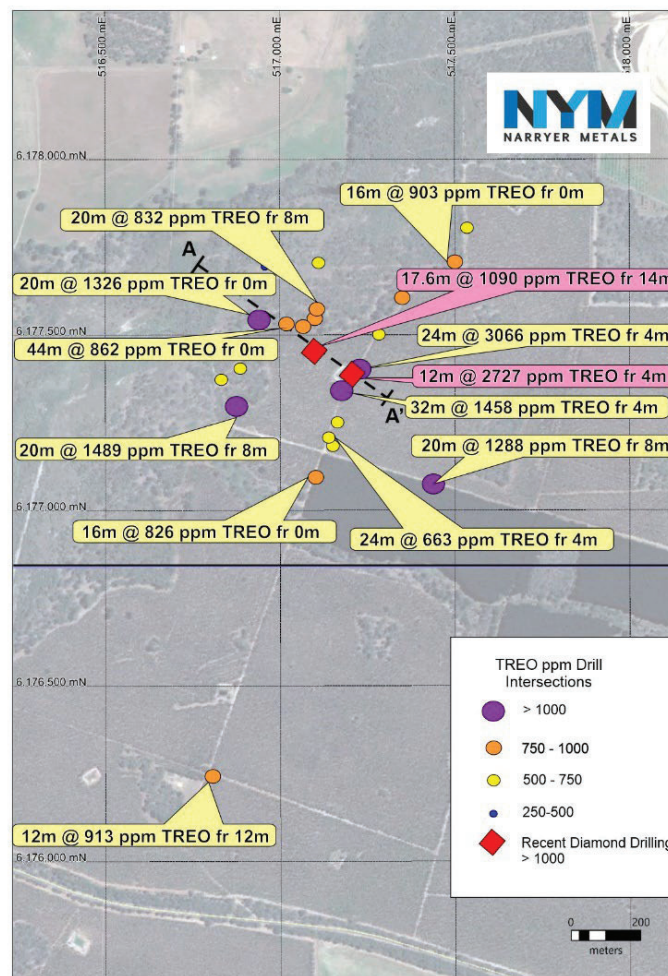 516,500 mE
517,000 mE
517,500 mE
518,000 mE
NYM
NARRYER METALS
6,178,000 mN
16m @ 903 ppm TREO fr 0m
20m @ 832 ppm TREO fr 8m
A
17.6m @ 1090 ppm TREO fr 14m
20m @ 1326 ppm TREO fr 0m
6,177,500 mN
24m @ 3066 ppm TREO fr 4m
44m @ 862 ppm TREO fr 0m
12m @ 2727 ppm TREO fr 4m
A'
32m @ 1458 ppm TREO fr 4m
20m @ 1489 ppm TREO fr 8m
20m @ 1288 ppm TREO fr 8m
6,177,000 mN
16m @ 826 ppm TREO fr 0m
24m @ 663 ppm TREO fr 4m
TREO ppm Drill
Intersections
6,176,500 mN
> 1000
750 - 1000
500 - 750
250-500
12m @ 913 ppm TREO fr 12m
Recent Diamond Drilling
> 1000
6,176,000 mN
0 200
meters